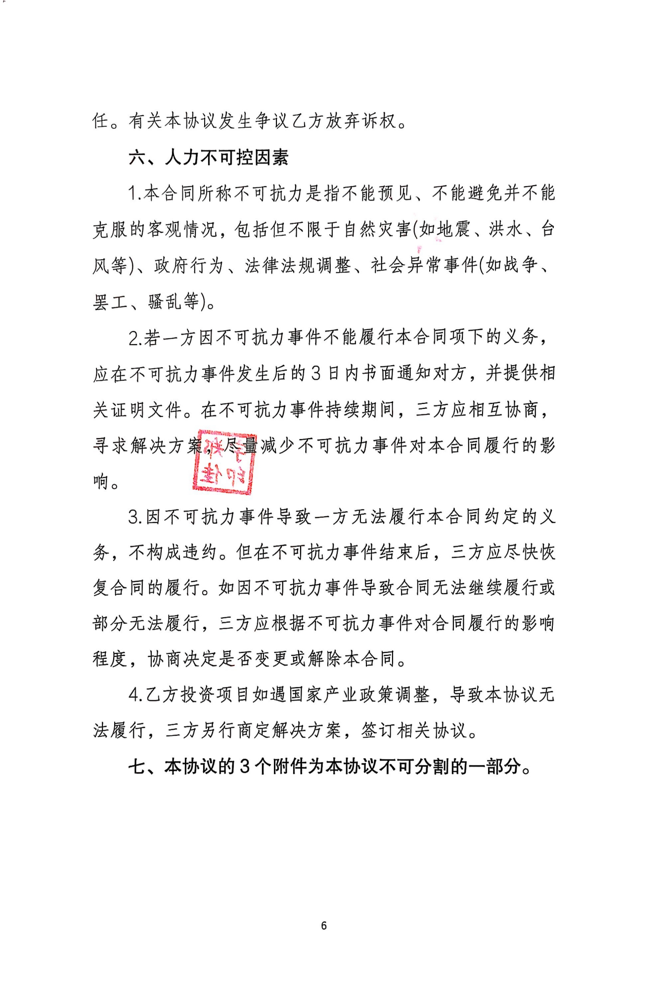 任。有关本协议发生争议乙方放弃诉权。
六、人力不可控因素
1.本合同所称不可抗力是指不能预见、不能避免并不能
克服的客观情况，包括但不限于自然灾害(如地震、洪水、台
风等)、政府行为、法律法规调整、社会异常事件(如战争、
罢工、骚乱等)。
2.若一方因不可抗力事件不能履行本合同项下的义务，
应在不可抗力事件发生后的3日内书面通知对方，并提供相
关证明文件。在不可抗力事件持续期间，三方应相互协商，
寻求解决方案，尽量减少不可抗力事件对本合同履行的影
响。
3.因不可抗力事件导致一方无法履行本合同约定的义
务，不构成违约。但在不可抗力事件结束后，三方应尽快恢
复合同的履行。如因不可抗力事件导致合同无法继续履行或
部分无法履行，三方应根据不可抗力事件对合同履行的影响
程度，协商决定是否变更或解除本合同。
4.乙方投资项目如遇国家产业政策调整，导致本协议无
法履行，三方另行商定解决方案，签订相关协议。
七、本协议的3个附件为本协议不可分割的一部分。
6